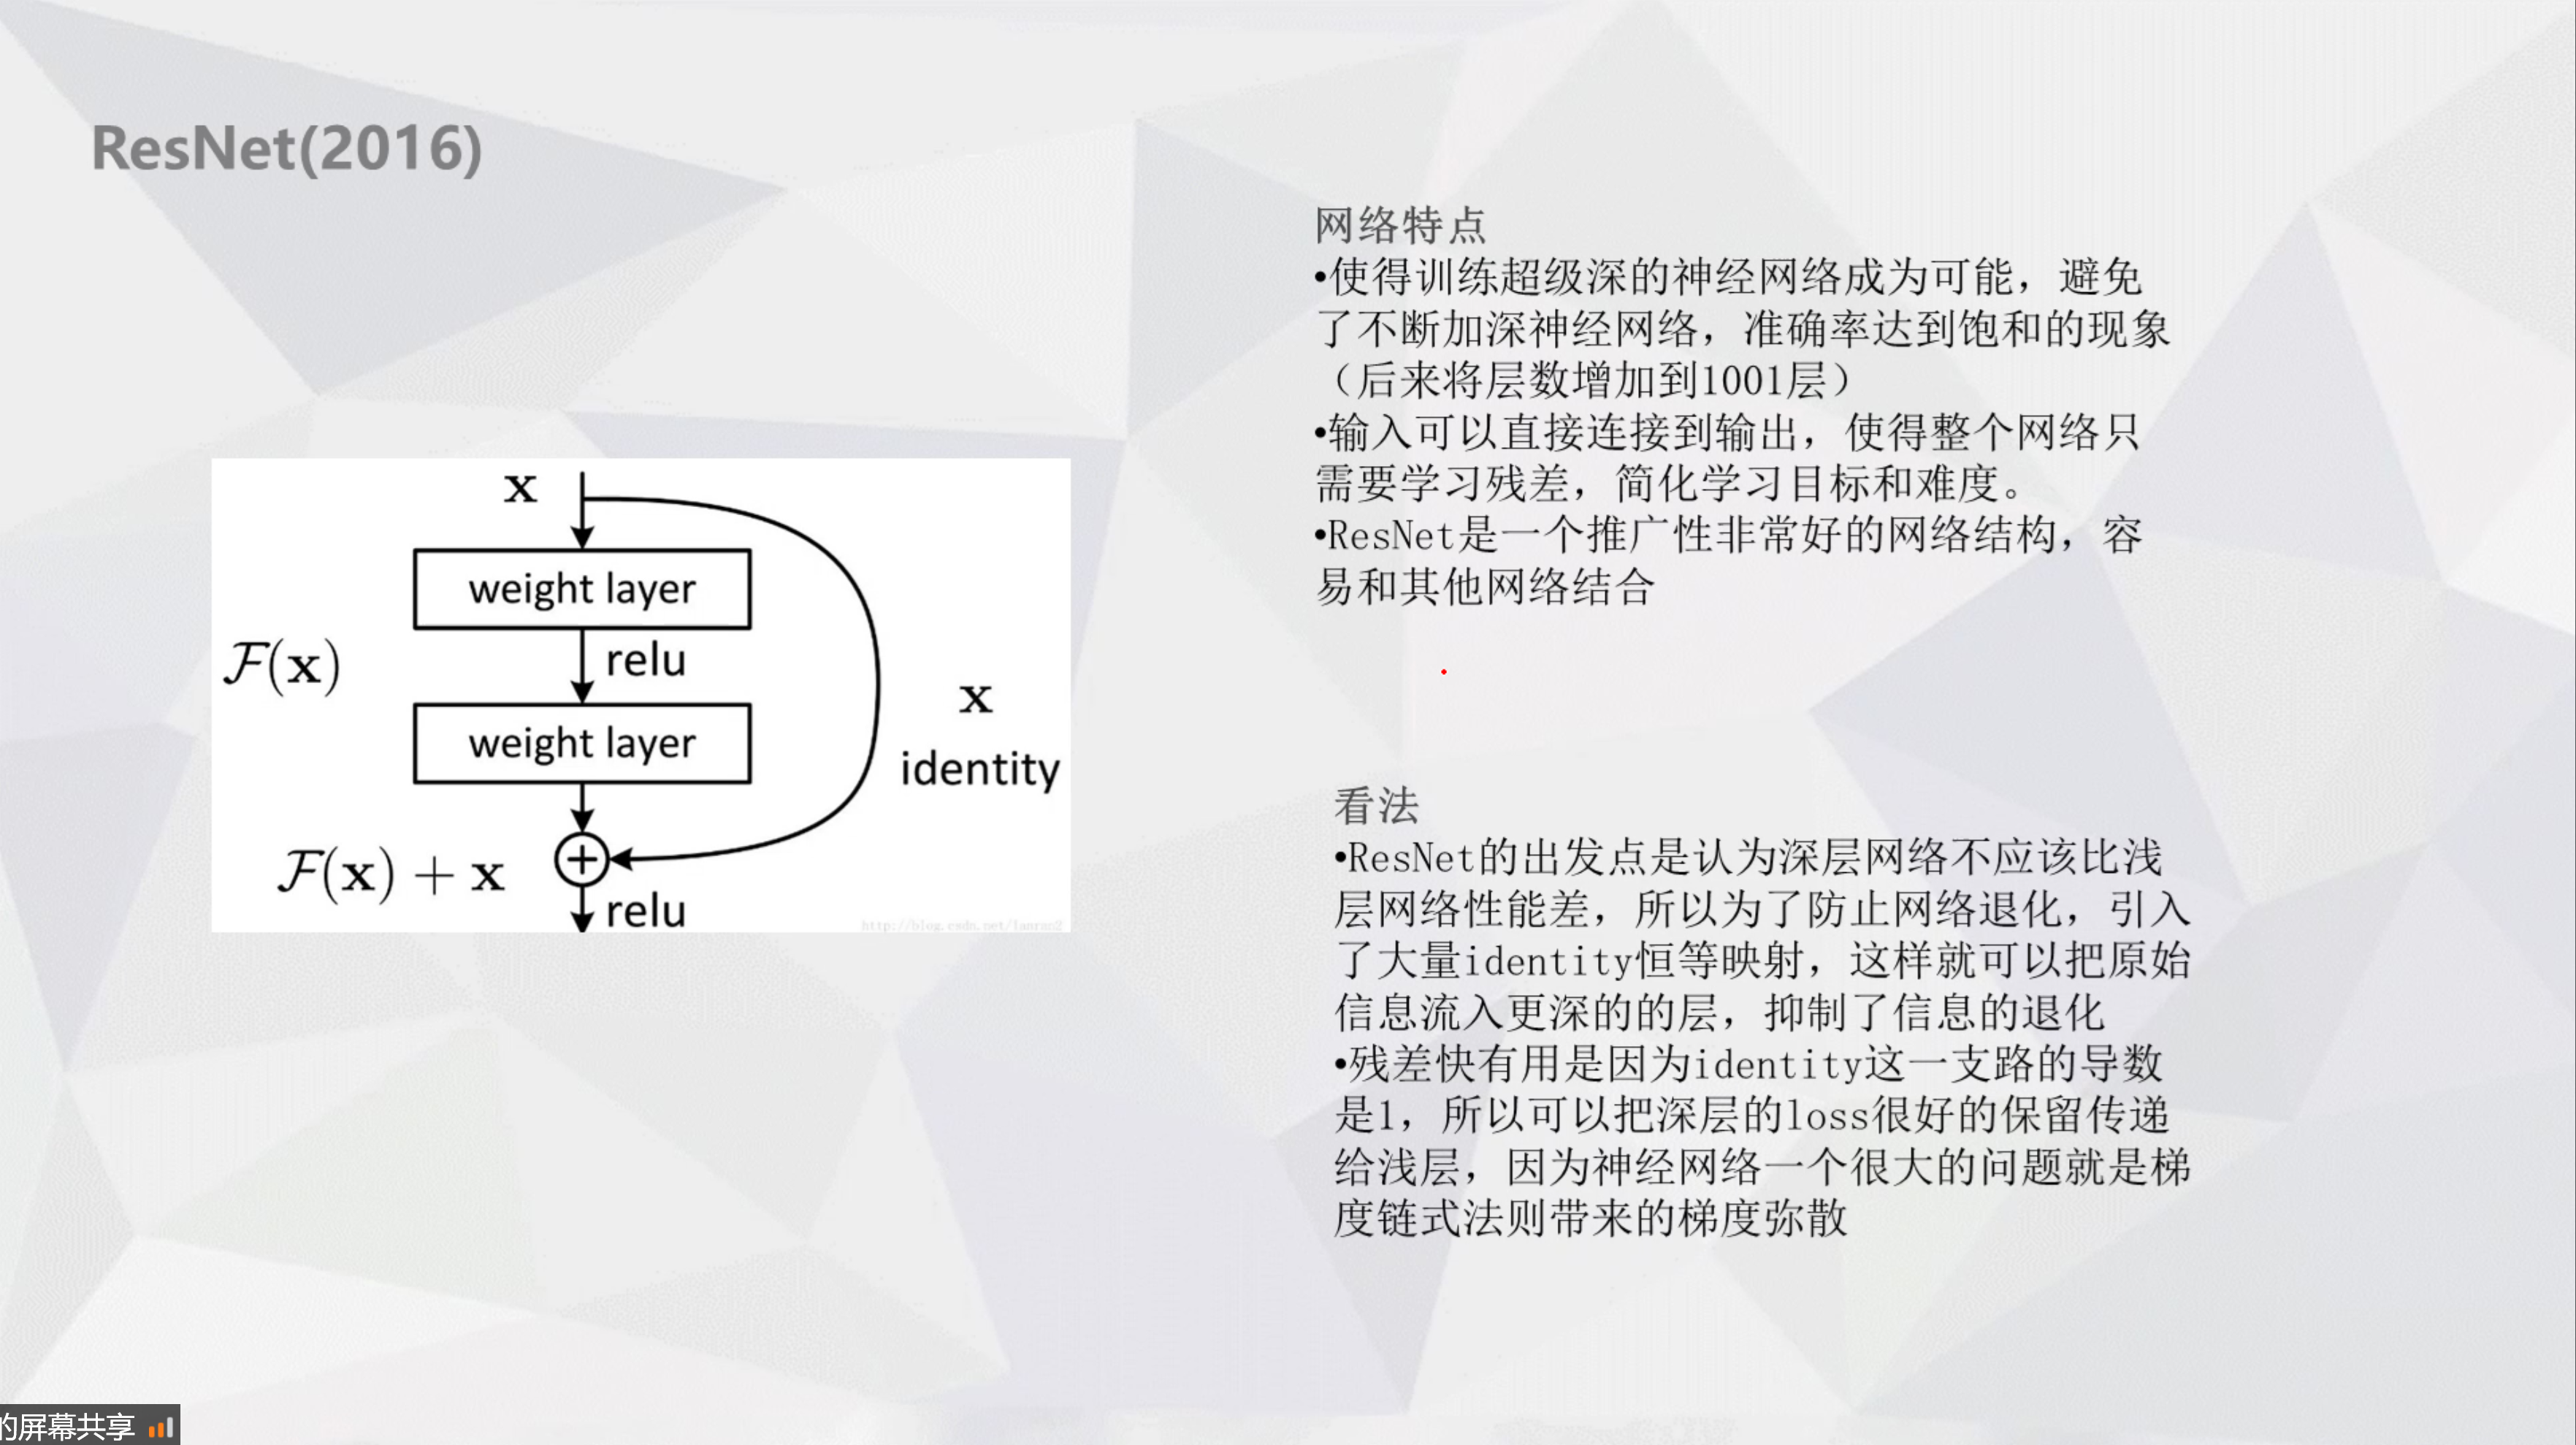 ResNet(2016)
网络特点
•使得训练超级深的神经网络成为可能，避免
了不断加深神经网络，准确率达到饱和的现象
（后来将层数增加到1001层）
•输入可以直接连接到输出，使得整个网络只
需要学习残差，简化学习目标和难度。
•ResNet是一个推广性非常好的网络结构，容
易和其他网络结合
x
weight layer
F(x)
relu
weight layer
x
identity
F(x) + x
relu
http://blog.csdn.net/lanran2
看法
•ResNet的出发点是认为深层网络不应该比浅
层网络性能差，所以为了防止网络退化，引入
了大量identity恒等映射，这样就可以把原始
信息流入更深的的层，抑制了信息的退化
•残差快有用是因为identity这一支路的导数
是1，所以可以把深层的loss很好的保留传递
给浅层，因为神经网络一个很大的问题就是梯
度链式法则带来的梯度弥散
的屏幕共享